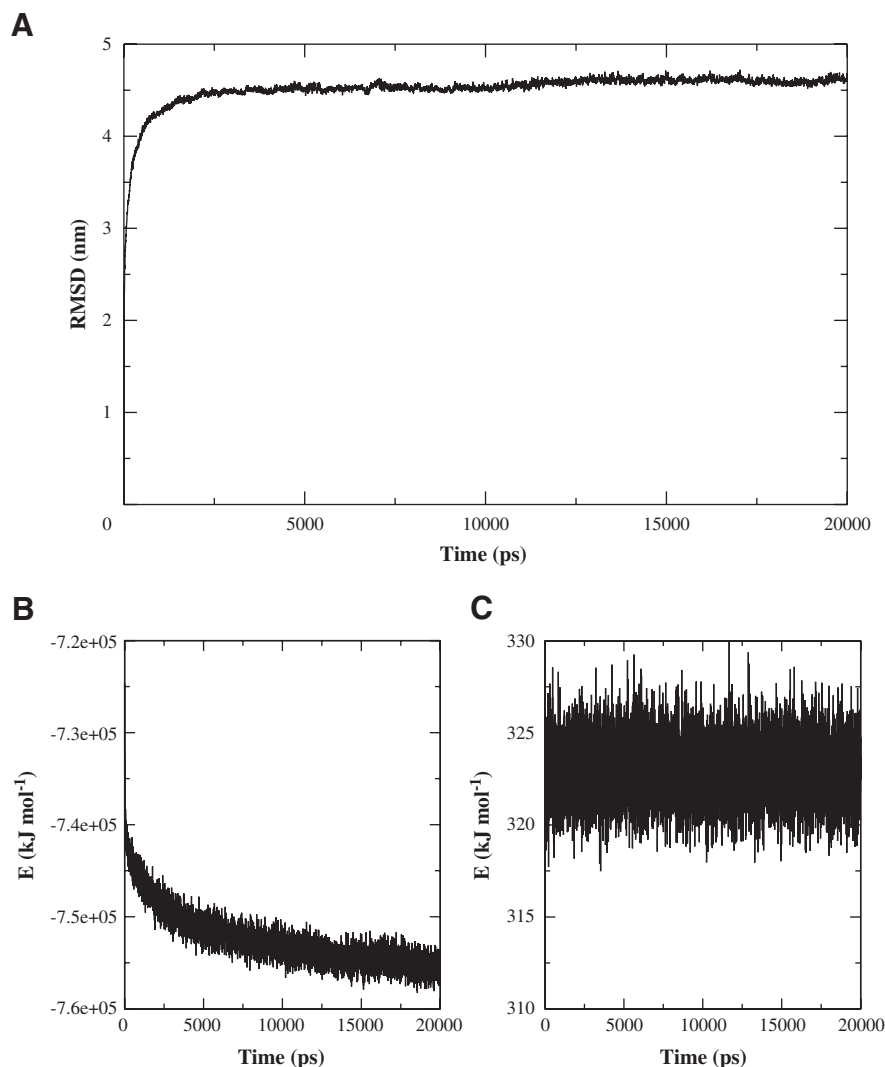 A
5
4
3
2
1
0
5000
10000
15000
20000
RMSD (nm)
Time (ps)
B
-7.2e+05
-7.3e+05
-7.4e+05
-7.5e+05
-7.6e+05
0
5000
10000
15000
20000
E (kJ mol-1)
Time (ps)
C
330
325
320
315
310
0
5000
10000
15000
20000
E (kJ mol-1)
Time (ps)